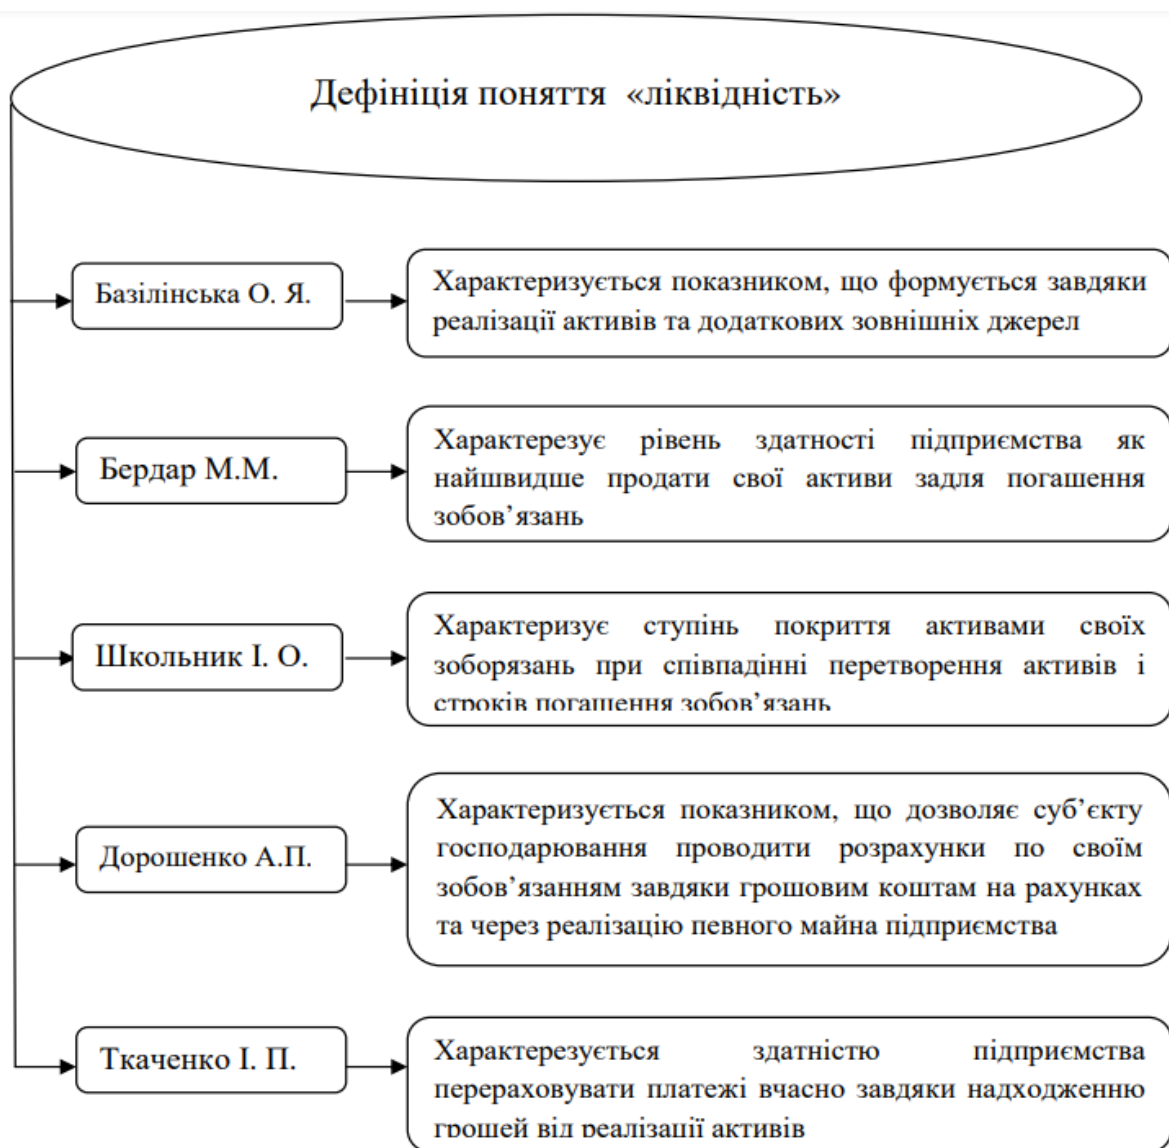 Дефініція поняття «ліквідність»
Базілінська О. Я.
Характеризується показником, що формується завдяки
реалізації активів та додаткових зовнішніх джерел
Бердар М.М.
Характерезує рівень здатності підприємства як
найшвидше продати свої активи задля погашення
зобов’язань
Школьник І. О.
Характеризує ступінь покриття активами своїх
зоборязань при співпадінні перетворення активів і
строків погашення зобов’язань
Дорошенко А.П.
Характеризується показником, що дозволяє суб’єкту
господарювання проводити розрахунки по своїм
зобов’язанням завдяки грошовим коштам на рахунках
та через реалізацію певного майна підприємства
Ткаченко І. П.
Характерезується здатністю підприємства
перераховувати платежі вчасно завдяки надходженню
грошей від реалізації активів